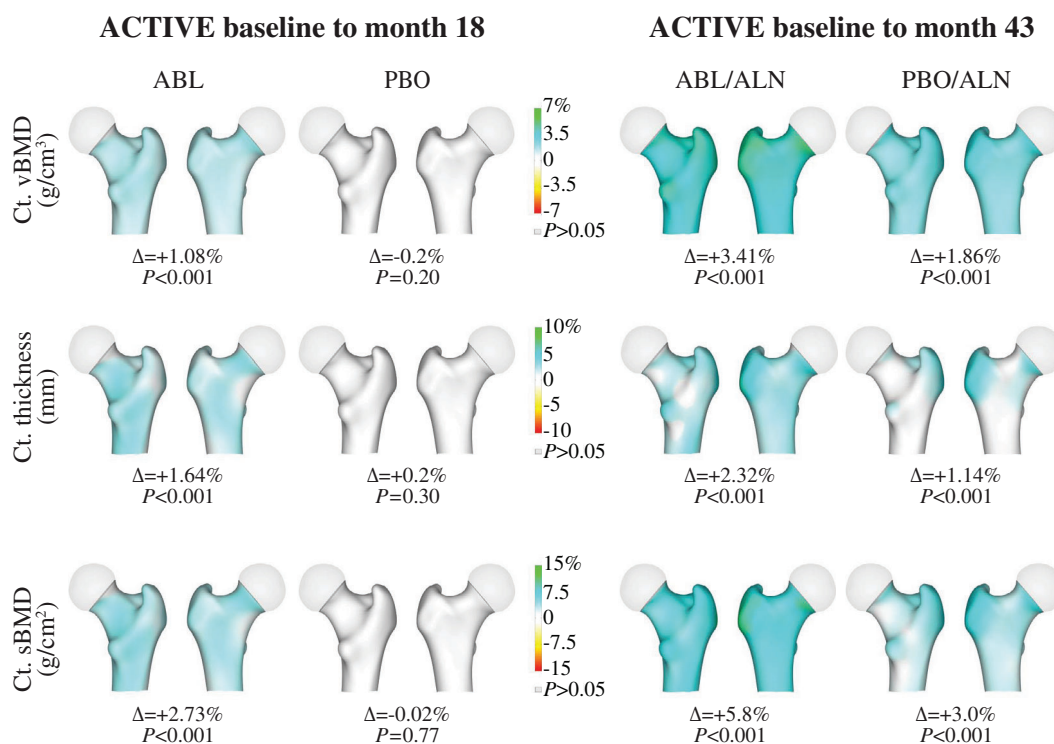 ACTIVE baseline to month 18
ACTIVE baseline to month 43
ABL
PBO
ABL/ALN
PBO/ALN
Ct. vBMD
(g/cm³)
7%
3.5
0
-3.5
-7
P>0.05
Δ=+1.08%
P<0.001
Δ=-0.2%
P=0.20
Δ=+3.41%
P<0.001
Δ=+1.86%
P<0.001
Ct. thickness
(mm)
10%
5
0
-5
-10
P>0.05
Δ=+1.64%
P<0.001
Δ=+0.2%
P=0.30
Δ=+2.32%
P<0.001
Δ=+1.14%
P<0.001
Ct. sBMD
(g/cm²)
15%
7.5
0
-7.5
-15
P>0.05
Δ=+2.73%
P<0.001
Δ=-0.02%
P=0.77
Δ=+5.8%
P<0.001
Δ=+3.0%
P<0.001